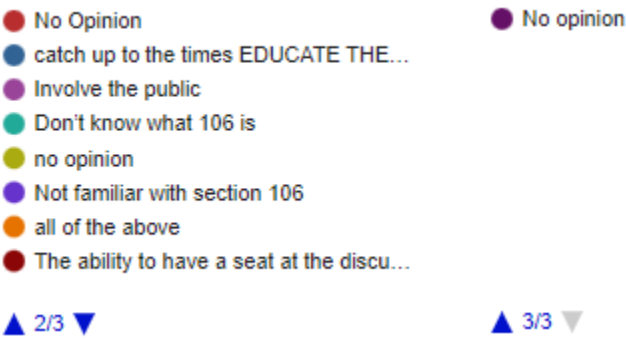 No Opinion
catch up to the times EDUCATE THE...
Involve the public
Don't know what 106 is
no opinion
Not familiar with section 106
all of the above
The ability to have a seat at the discu...
2/3
No opinion
3/3